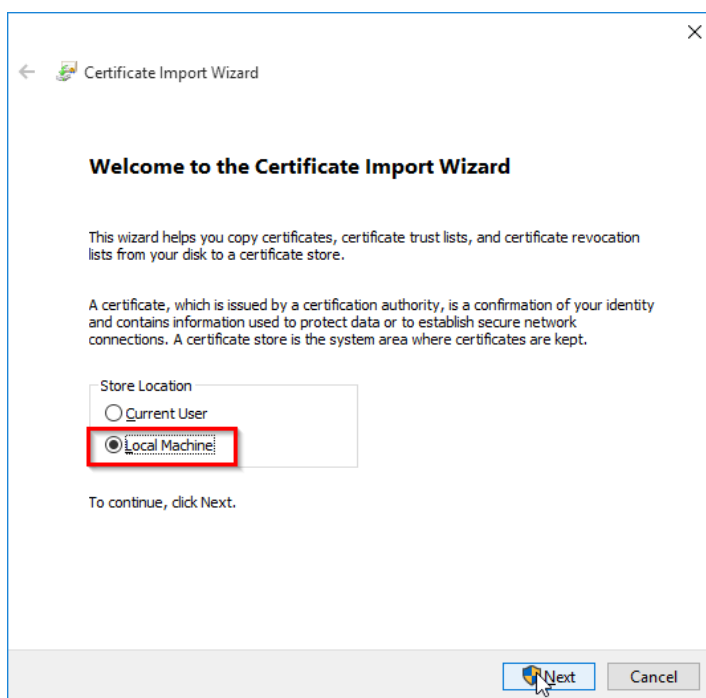 Certificate Import Wizard
Welcome to the Certificate Import Wizard
This wizard helps you copy certificates, certificate trust lists, and certificate revocation
lists from your disk to a certificate store.
A certificate, which is issued by a certification authority, is a confirmation of your identity
and contains information used to protect data or to establish secure network
connections. A certificate store is the system area where certificates are kept.
Store Location
Current User
Local Machine
To continue, click Next.
Next Cancel